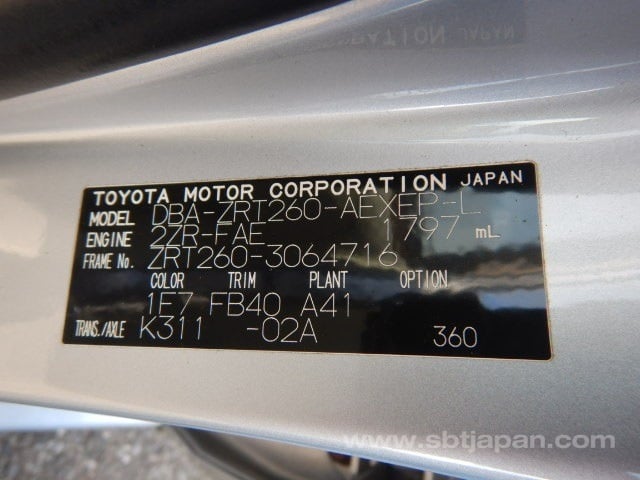 TOYOTA MOTOR CORPORATION JAPAN
MODEL DBA-ZRT260-AEXEP-L
ENGINE 2ZR-FAE 1797 mL
FRAME No. ZRT260-3064716
COLOR TRIM PLANT OPTION
1F7 FB40 A41
TRANS./AXLE K311 -02A 360
www.sbtjapan.com